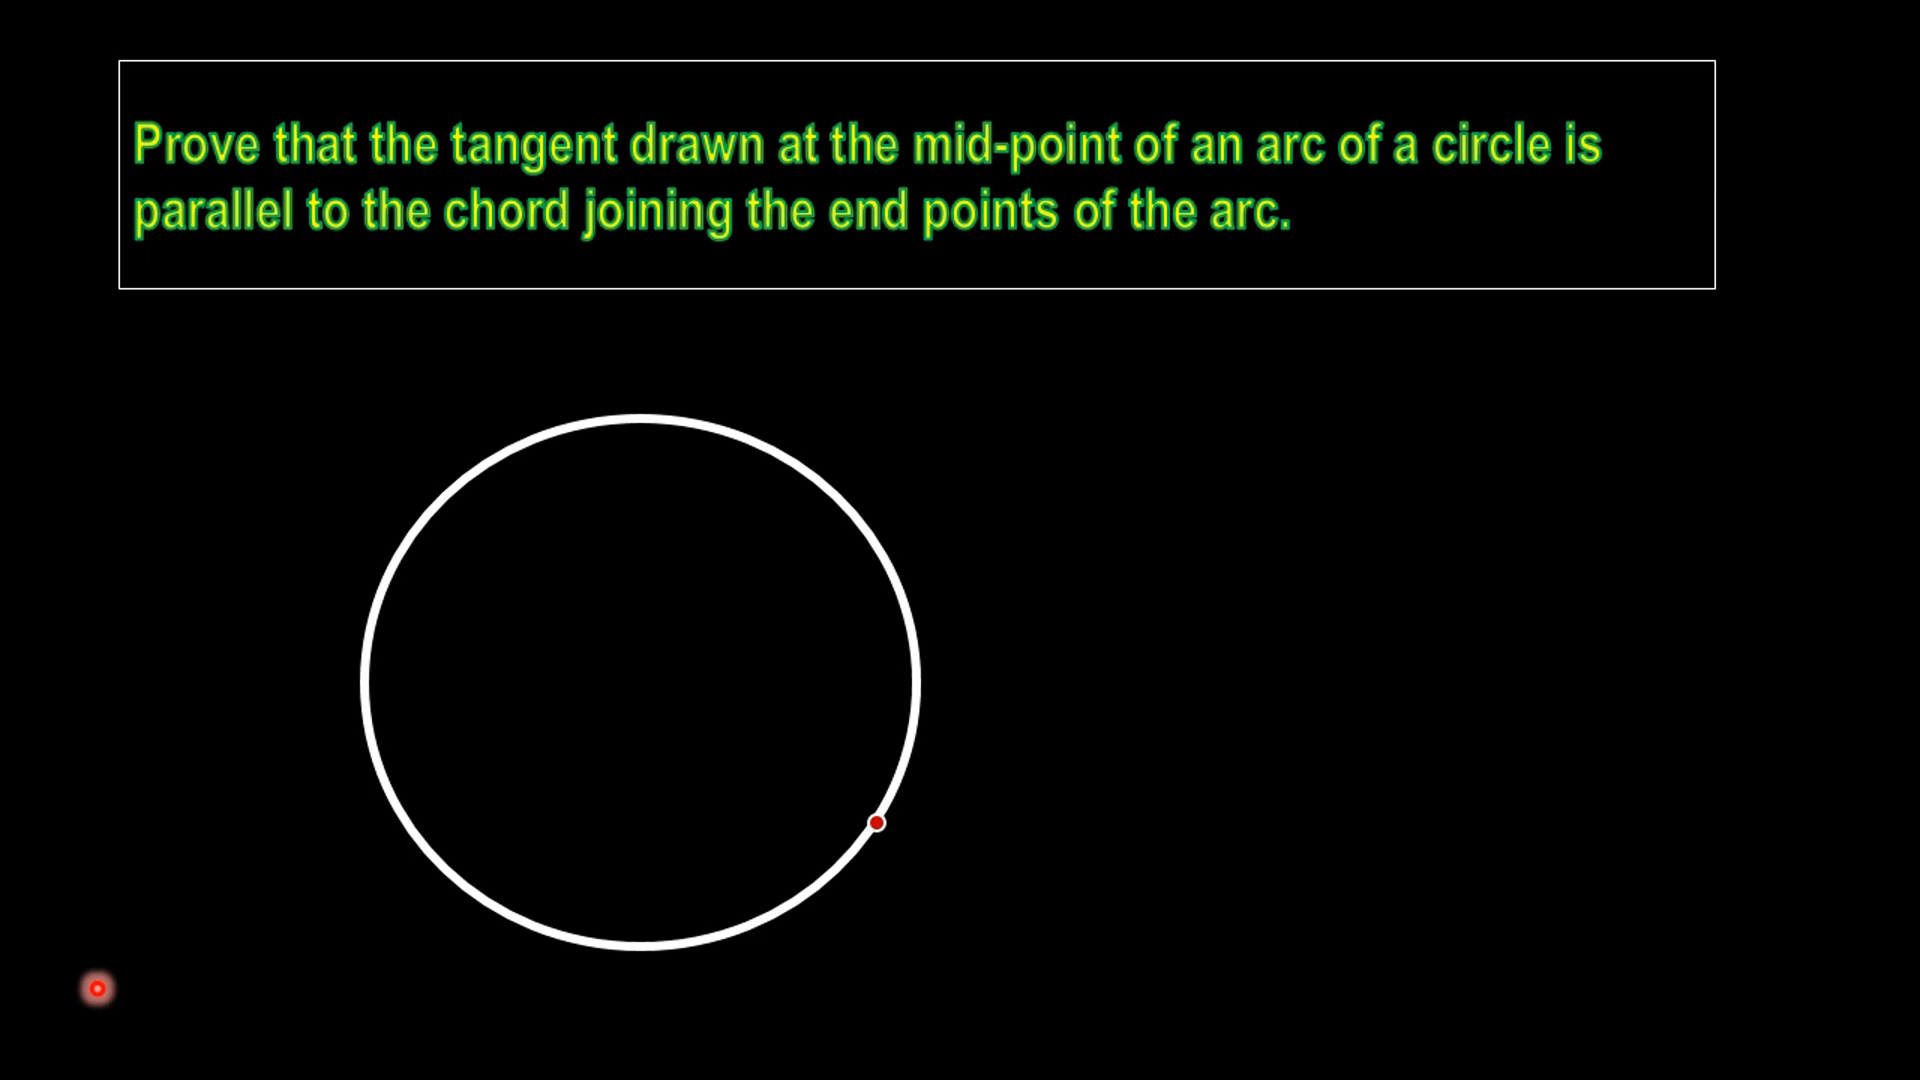 Prove that the tangent drawn at the mid-point of an arc of a circle is
parallel to the chord joining the end points of the arc.